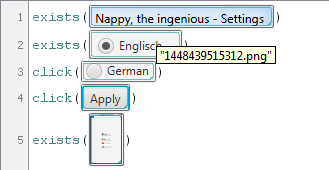 1 exists( Nappy, the ingenious - Settings )
2 exists( Englisch )
"1448439515312.png"
3 click( German )
4 click( Apply )
5 exists( )